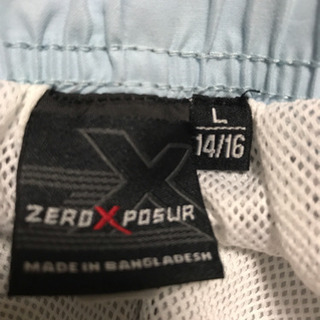 L
14/16
ZEROXPOSUR
MADE IN BANGLADESH